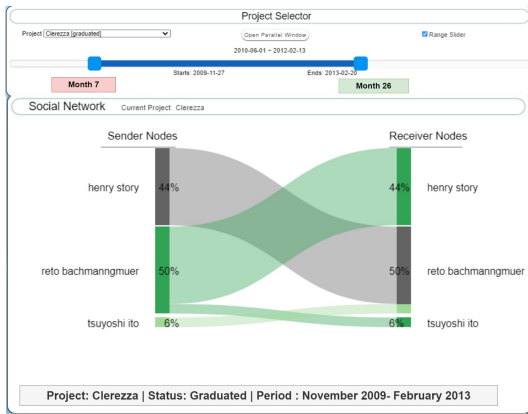 Project Selector
Project Clerezza [graduated] Open Parallel Window Range Slider
2010-06-01 ~ 2012-02-13
Starts: 2009-11-27 Ends: 2013-02-20
Month 7 Month 26
Social Network Current Project: Clerezza
Sender Nodes Receiver Nodes
henry story 44% 44% henry story
reto bachmanngmuer 50% 50% reto bachmanngmuer
tsuyoshi ito 6% 6% tsuyoshi ito
Project: Clerezza | Status: Graduated | Period : November 2009- February 2013